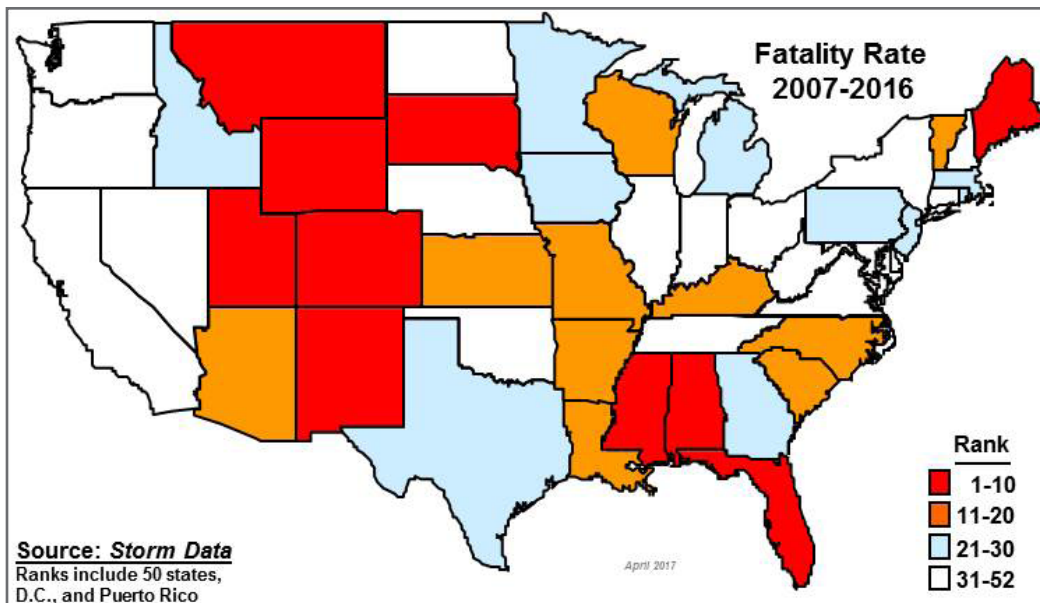 Fatality Rate
2007-2016
Rank
1-10
11-20
21-30
31-52
Source: Storm Data
Ranks include 50 states,
D.C., and Puerto Rico
April 2017